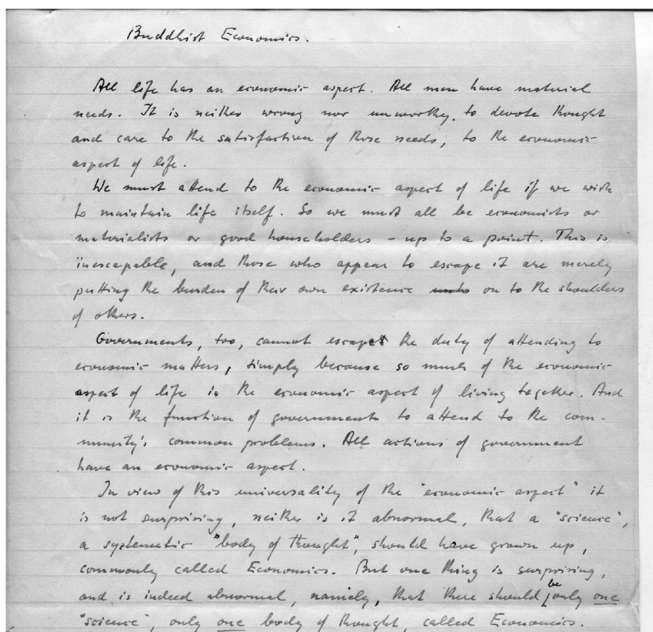 Buddhist Economics.
All life has an economic aspect. All men have material
needs. It is neither wrong nor unworthy, to devote thought
and care to the satisfaction of those needs, to the economic
aspect of life.
We must attend to the economic aspect of life if we wish
to maintain life itself. So we must all be economists or
materialists or good householders - up to a point. This is
inescapable, and those who appear to escape it are merely
putting the burden of their own existence on to the shoulders
of others.
Governments, too, cannot escape the duty of attending to
economic matters, simply because so much of the economic
aspect of life is the economic aspect of living together. And
it is the function of governments to attend to the com-
munity's common problems. All actions of government
have an economic aspect.
In view of this universality of the "economic aspect" it
is not surprising, neither is it abnormal, that a "science",
a systematic "body of thought", should have grown up,
commonly called Economics. But one thing is surprising,
and is indeed abnormal, namely, that there should be only one
"science", only one body of thought, called Economics.